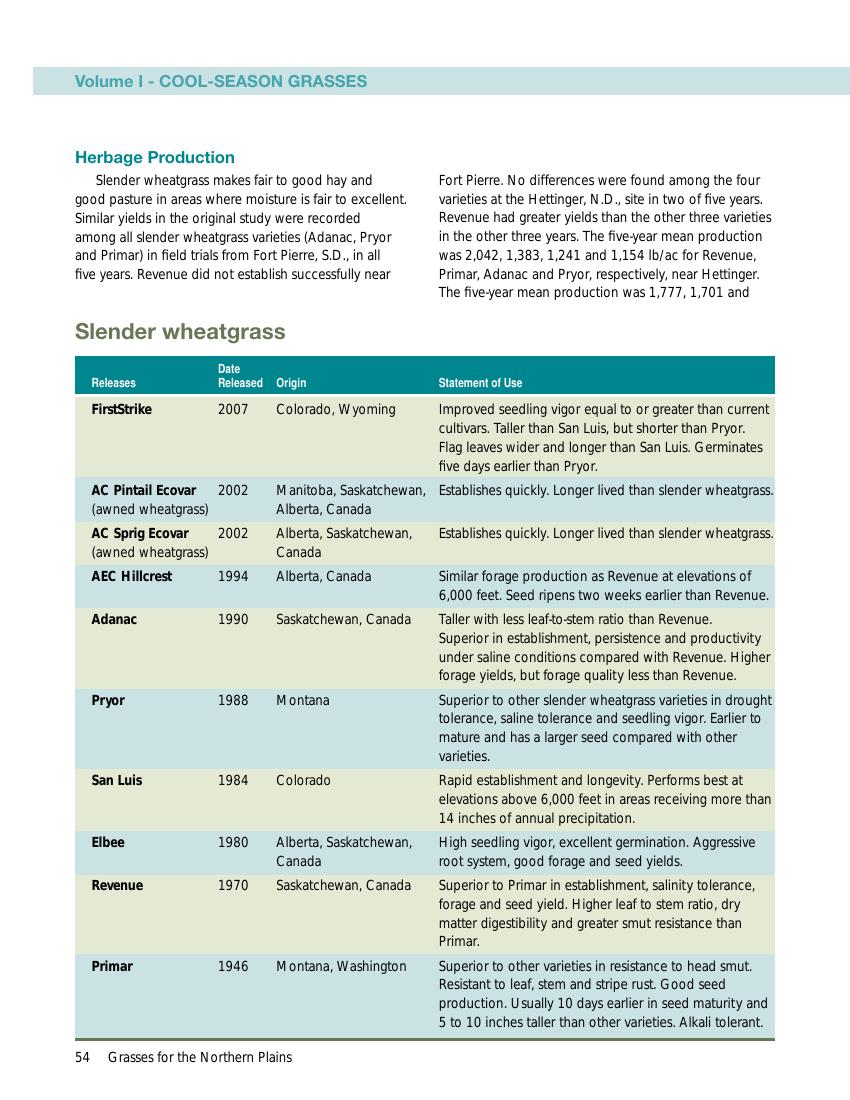 Volume I - COOL-SEASON GRASSES
Herbage Production
Slender wheatgrass makes fair to good hay and
good pasture in areas where moisture is fair to excellent.
Similar yields in the original study were recorded
among all slender wheatgrass varieties (Adanac, Pryor
and Primar) in field trials from Fort Pierre, S.D., in all
five years. Revenue did not establish successfully near
Fort Pierre. No differences were found among the four
varieties at the Hettinger, N.D., site in two of five years.
Revenue had greater yields than the other three varieties
in the other three years. The five-year mean production
was 2,042, 1,383, 1,241 and 1,154 lb/ac for Revenue,
Primar, Adanac and Pryor, respectively, near Hettinger.
The five-year mean production was 1,777, 1,701 and
Slender wheatgrass
Date
Releases Released Origin Statement of Use
FirstStrike 2007 Colorado, Wyoming Improved seedling vigor equal to or greater than current
cultivars. Taller than San Luis, but shorter than Pryor.
Flag leaves wider and longer than San Luis. Germinates
five days earlier than Pryor.
AC Pintail Ecovar 2002 Manitoba, Saskatchewan, Establishes quickly. Longer lived than slender wheatgrass.
(awned wheatgrass) Alberta, Canada
AC Sprig Ecovar 2002 Alberta, Saskatchewan, Establishes quickly. Longer lived than slender wheatgrass.
(awned wheatgrass) Canada
AEC Hillcrest 1994 Alberta, Canada Similar forage production as Revenue at elevations of
6,000 feet. Seed ripens two weeks earlier than Revenue.
Adanac 1990 Saskatchewan, Canada Taller with less leaf-to-stem ratio than Revenue.
Superior in establishment, persistence and productivity
under saline conditions compared with Revenue. Higher
forage yields, but forage quality less than Revenue.
Pryor 1988 Montana Superior to other slender wheatgrass varieties in drought
tolerance, saline tolerance and seedling vigor. Earlier to
mature and has a larger seed compared with other
varieties.
San Luis 1984 Colorado Rapid establishment and longevity. Performs best at
elevations above 6,000 feet in areas receiving more than
14 inches of annual precipitation.
Elbee 1980 Alberta, Saskatchewan, High seedling vigor, excellent germination. Aggressive
Canada root system, good forage and seed yields.
Revenue 1970 Saskatchewan, Canada Superior to Primar in establishment, salinity tolerance,
forage and seed yield. Higher leaf to stem ratio, dry
matter digestibility and greater smut resistance than
Primar.
Primar 1946 Montana, Washington Superior to other varieties in resistance to head smut.
Resistant to leaf, stem and stripe rust. Good seed
production. Usually 10 days earlier in seed maturity and
5 to 10 inches taller than other varieties. Alkali tolerant.
54 Grasses for the Northern Plains